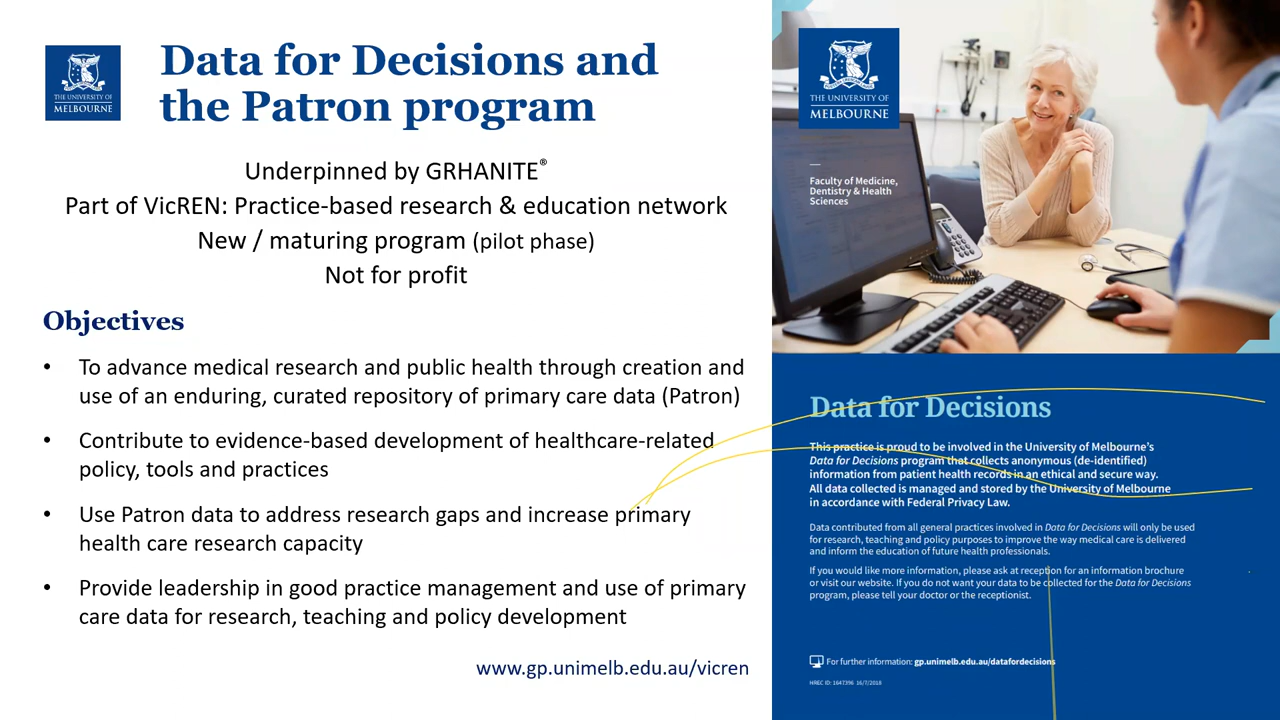 THE UNIVERSITY OF
MELBOURNE
Data for Decisions and
the Patron program
Underpinned by GRHANITE®
Part of VicREN: Practice-based research & education network
New / maturing program (pilot phase)
Not for profit
Objectives
• To advance medical research and public health through creation and
use of an enduring, curated repository of primary care data (Patron)
• Contribute to evidence-based development of healthcare-related
policy, tools and practices
• Use Patron data to address research gaps and increase primary
health care research capacity
• Provide leadership in good practice management and use of primary
care data for research, teaching and policy development
www.gp.unimelb.edu.au/vicren
THE UNIVERSITY OF
MELBOURNE
Faculty of Medicine,
Dentistry & Health
Sciences
Data for Decisions
This practice is proud to be involved in the University of Melbourne's
Data for Decisions program that collects anonymous (de-identified)
information from patient health records in an ethical and secure way.
All data collected is managed and stored by the University of Melbourne
in accordance with Federal Privacy Law.
Data contributed from all general practices involved in Data for Decisions will only be used
for research, teaching and policy purposes to improve the way medical care is delivered
and inform the education of future health professionals.
If you would like more information, please ask at reception for an information brochure
or visit our website. If you do not want your data to be collected for the Data for Decisions
program, please tell your doctor or the receptionist.
For further information: gp.unimelb.edu.au/datafordecisions
HREC ID: 1647396 16/7/2018